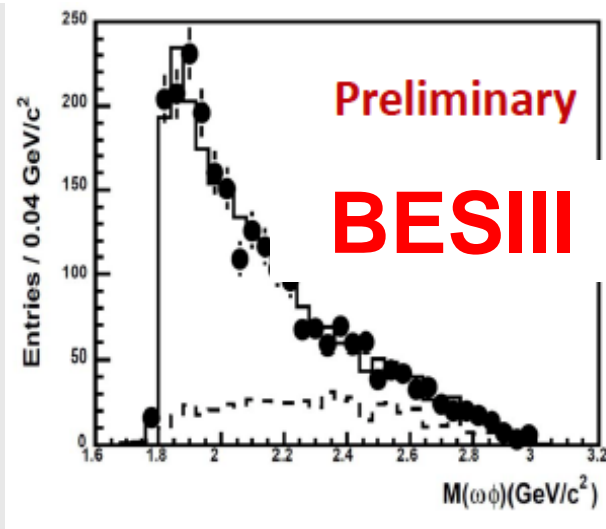 250
200
150
100
50
0
Entries / 0.04 GeV/c²
Preliminary
BESIII
1.6 1.8 2 2.2 2.4 2.6 2.8 3 3.2
M(ωϕ)(GeV/c²)